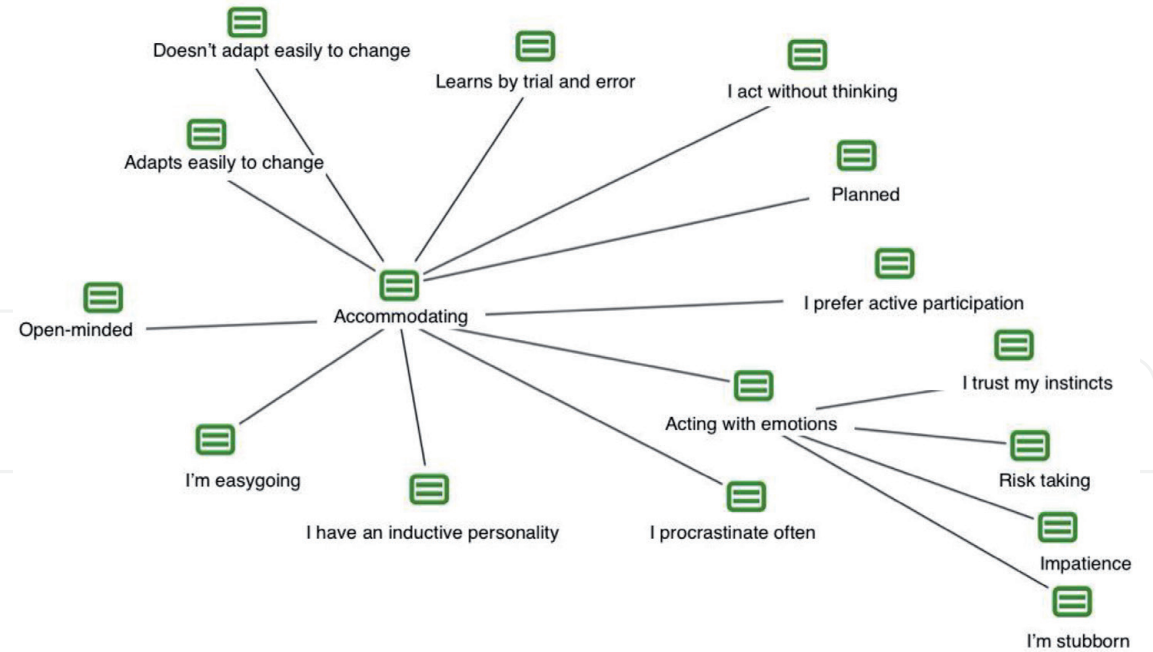 Doesn’t adapt easily to change
Learns by trial and error
I act without thinking
Adapts easily to change
Planned
I prefer active participation
Accommodating
Open-minded
I trust my instincts
Acting with emotions
I'm easygoing
Risk taking
I have an inductive personality
I procrastinate often
Impatience
I'm stubborn